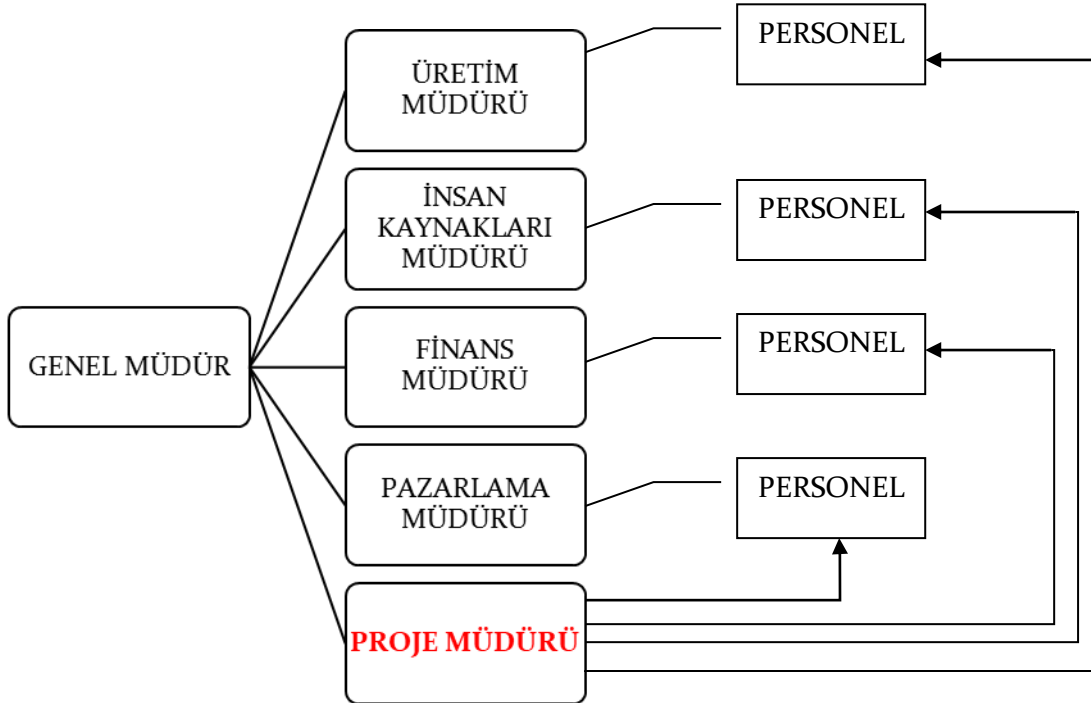 ÜRETİM
MÜDÜRÜ
PERSONEL
İNSAN
KAYNAKLARI
MÜDÜRÜ
PERSONEL
GENEL MÜDÜR
FİNANS
MÜDÜRÜ
PERSONEL
PAZARLAMA
MÜDÜRÜ
PERSONEL
PROJE MÜDÜRÜ